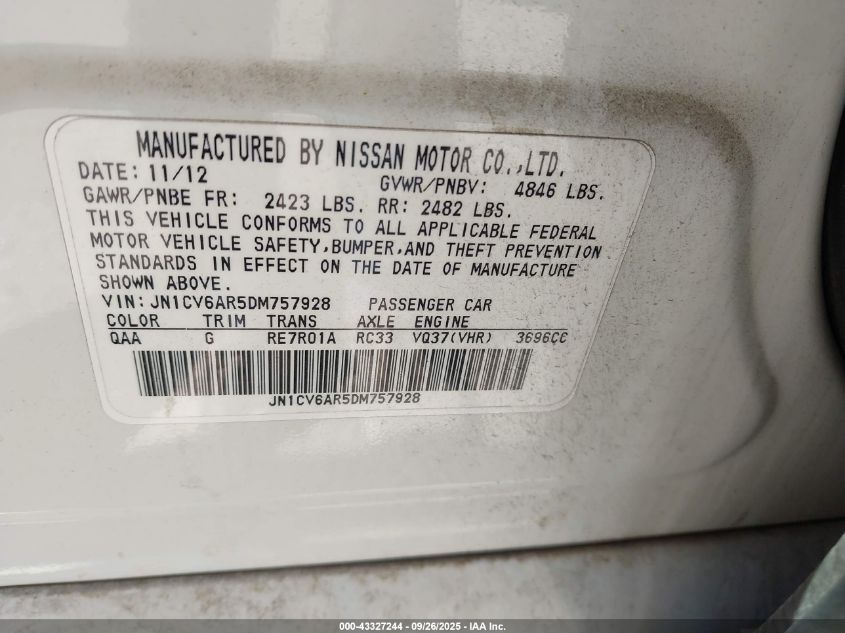 MANUFACTURED BY NISSAN MOTOR CO.,LTD.
DATE: 11/12 GVWR/PNBV: 4846 LBS.
GAWR/PNBE FR: 2423 LBS. RR: 2482 LBS.
THIS VEHICLE CONFORMS TO ALL APPLICABLE FEDERAL
MOTOR VEHICLE SAFETY,BUMPER,AND THEFT PREVENTION
STANDARDS IN EFFECT ON THE DATE OF MANUFACTURE
SHOWN ABOVE.
VIN:JN1CV6AR5DM757928 PASSENGER CAR
COLOR TRIM TRANS AXLE ENGINE
QAA G RE7R01A RC33 VQ37(VHR) 3696CC
JN1CV6AR5DM757928
000-43327244 - 09/26/2025 - IAA Inc.